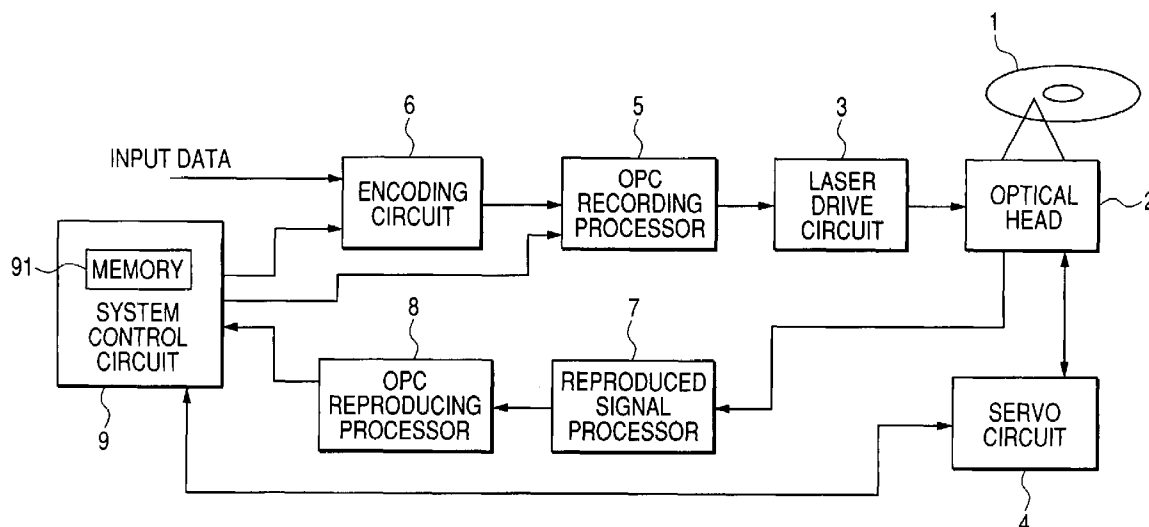 1
6
5
3
INPUT DATA
ENCODING
CIRCUIT
OPC
RECORDING
PROCESSOR
LASER
DRIVE
CIRCUIT
OPTICAL
HEAD
2
91
MEMORY
SYSTEM
CONTROL
CIRCUIT
9
8
7
OPC
REPRODUCING
PROCESSOR
REPRODUCED
SIGNAL
PROCESSOR
SERVO
CIRCUIT
4